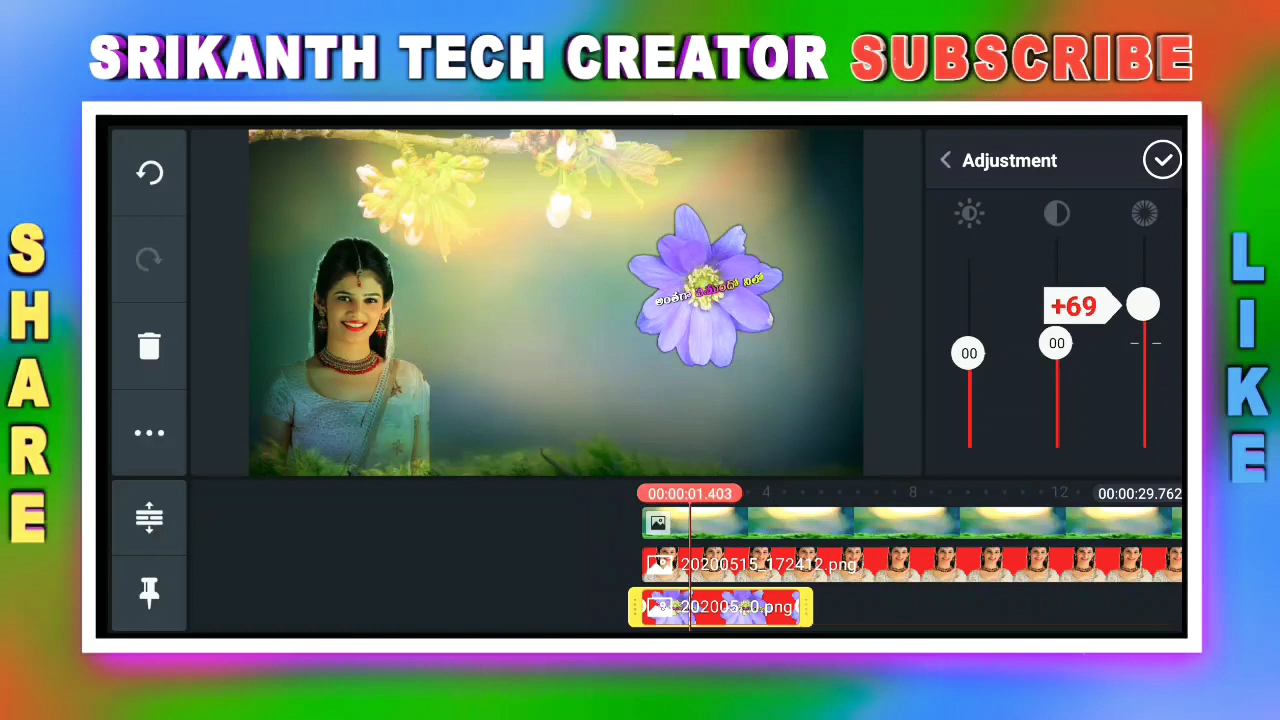 SRIKANTH TECH CREATOR SUBSCRIBE
SHARE
LIKE
Adjustment
+69
00
00
అంతగా
నీలో
00:00:01.403
4
8
12
00:00:29.762
20200515_172412.png